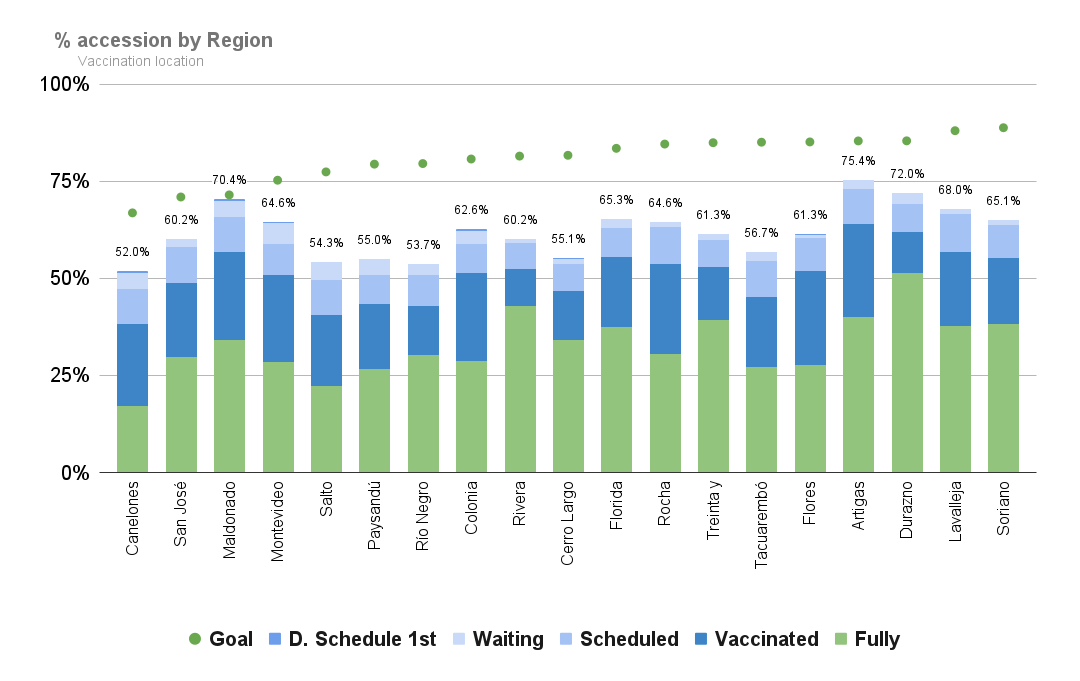 % accession by Region
Vaccination location
100%
75%
50%
25%
0%
52.0%
60.2%
70.4%
64.6%
54.3%
55.0%
53.7%
62.6%
60.2%
55.1%
65.3%
64.6%
61.3%
56.7%
61.3%
75.4%
72.0%
68.0%
65.1%
Canelones
San José
Maldonado
Montevideo
Salto
Paysandú
Río Negro
Colonia
Rivera
Cerro Largo
Florida
Rocha
Treinta y
Tacuarembó
Flores
Artigas
Durazno
Lavalleja
Soriano
Goal D. Schedule 1st Waiting Scheduled Vaccinated Fully